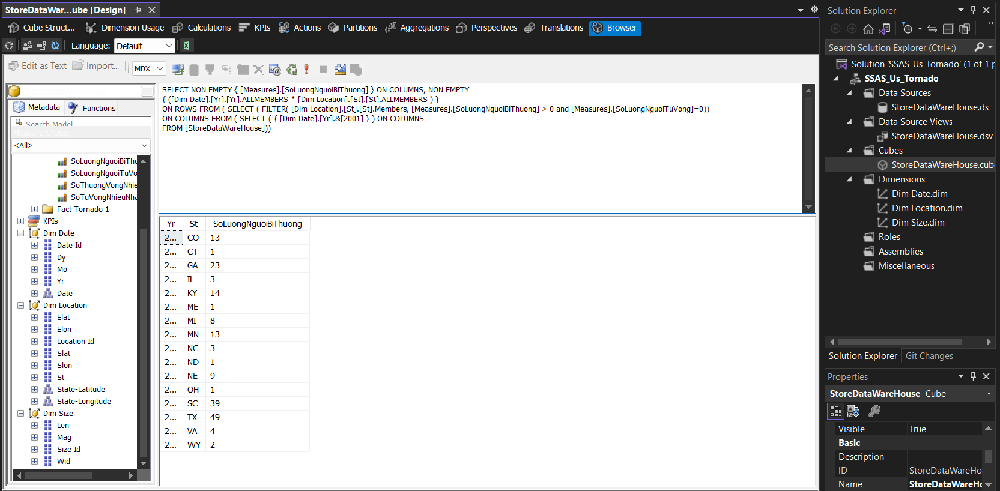 StoreDataWar...ube [Design]
Cube Struct...
Dimension Usage
Calculations
KPIs
Actions
Partitions
Aggregations
Perspectives
Translations
Browser
Language:
Default
Edit as Text
Import...
MDX
Metadata
Functions
Search Model
Measure Group:
<All>
SoLuongNguoiBiThu
SoLuongNguoiTuVo
SoThuongVongNhie
SoTuVongNhieuNha
Fact Tornado 1
KPIs
Dim Date
Date Id
Dy
Mo
Yr
Date
Dim Location
Elat
Elon
Location Id
Slat
Slon
St
State-Latitude
State-Longitude
Dim Size
Len
Mag
Size Id
Wid
SELECT NON EMPTY { [Measures].[SoLuongNguoiBiThuong] } ON COLUMNS, NON EMPTY
{ ([Dim Date].[Yr].[Yr].ALLMEMBERS * [Dim Location].[St].[St].ALLMEMBERS ) }
ON ROWS FROM ( SELECT ( FILTER( [Dim Location].[St].[St].Members, [Measures].[SoLuongNguoiBiThuong] > 0 and [Measures].[SoLuongNguoiTuVong]=0))
ON COLUMNS FROM ( SELECT ( { [Dim Date].[Yr].&[2001] } ) ON COLUMNS
FROM [StoreDataWareHouse]))
Yr St SoLuongNguoiBiThuong
2... CO 13
2... CT 1
2... GA 23
2... IL 3
2... KY 14
2... ME 1
2... MI 8
2... MN 13
2... NC 3
2... ND 1
2... NE 9
2... OH 1
2... SC 39
2... TX 49
2... VA 4
2... WY 2
Solution Explorer
Search Solution Explorer (Ctrl+;)
Solution 'SSAS_Us_Tornado' (1 of 1 p
SSAS_Us_Tornado
Data Sources
StoreDataWareHouse.ds
Data Source Views
StoreDataWareHouse.dsv
Cubes
StoreDataWareHouse.cube
Dimensions
Dim Date.dim
Dim Location.dim
Dim Size.dim
Roles
Assemblies
Miscellaneous
Solution Explorer
Git Changes
Properties
StoreDataWareHouse Cube
Visible True
Basic
Description
ID StoreDataWareHo
Name StoreDataWareHo